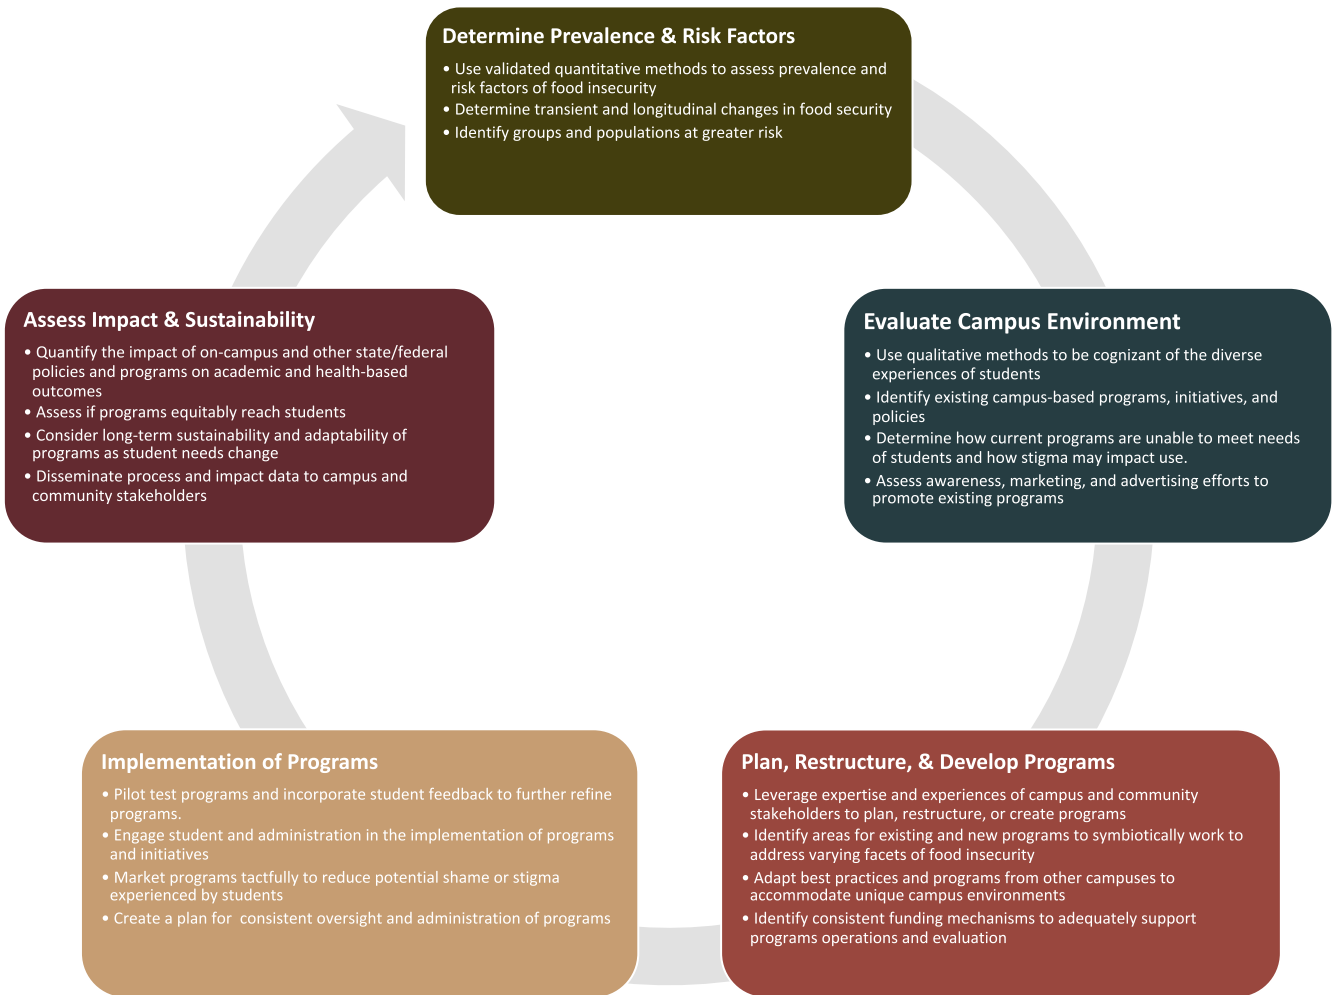 Determine Prevalence & Risk Factors
• Use validated quantitative methods to assess prevalence and
risk factors of food insecurity
• Determine transient and longitudinal changes in food security
• Identify groups and populations at greater risk
Evaluate Campus Environment
• Use qualitative methods to be cognizant of the diverse
experiences of students
• Identify existing campus-based programs, initiatives, and
policies
• Determine how current programs are unable to meet needs
of students and how stigma may impact use.
• Assess awareness, marketing, and advertising efforts to
promote existing programs
Plan, Restructure, & Develop Programs
• Leverage expertise and experiences of campus and community
stakeholders to plan, restructure, or create programs
• Identify areas for existing and new programs to symbiotically work to
address varying facets of food insecurity
• Adapt best practices and programs from other campuses to
accommodate unique campus environments
• Identify consistent funding mechanisms to adequately support
programs operations and evaluation
Implementation of Programs
• Pilot test programs and incorporate student feedback to further refine
programs.
• Engage student and administration in the implementation of programs
and initiatives
• Market programs tactfully to reduce potential shame or stigma
experienced by students
• Create a plan for  consistent oversight and administration of programs
Assess Impact & Sustainability
• Quantify the impact of on-campus and other state/federal
policies and programs on academic and health-based
outcomes
• Assess if programs equitably reach students
• Consider long-term sustainability and adaptability of
programs as student needs change
• Disseminate process and impact data to campus and
community stakeholders